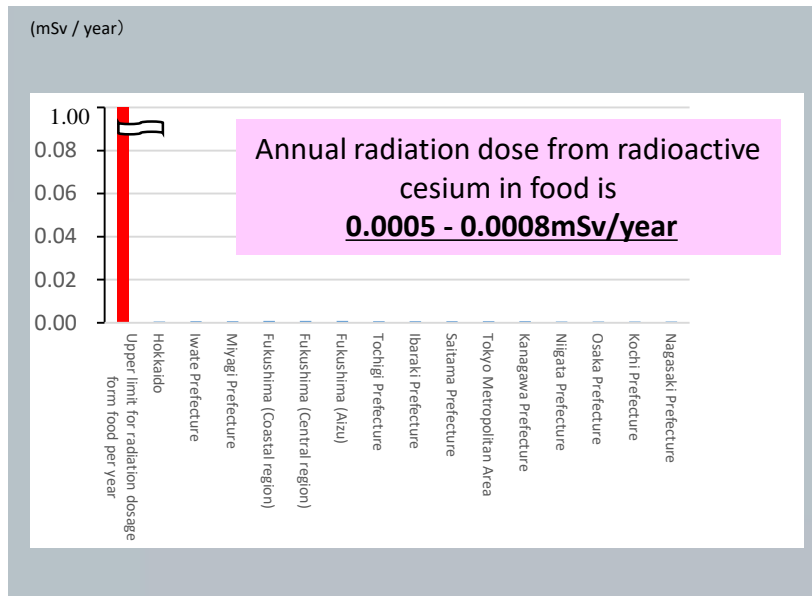 (mSv / year）
1.00
0.08
0.06
0.04
0.02
0.00
Annual radiation dose from radioactive
cesium in food is
0.0005 - 0.0008mSv/year
Upper limit for radiation dosage
form food per year
Hokkaido
Iwate Prefecture
Miyagi Prefecture
Fukushima (Coastal region)
Fukushima (Central region)
Fukushima (Aizu)
Tochigi Prefecture
Ibaraki Prefecture
Saitama Prefecture
Tokyo Metropolitan Area
Kanagawa Prefecture
Niigata Prefecture
Osaka Prefecture
Kochi Prefecture
Nagasaki Prefecture